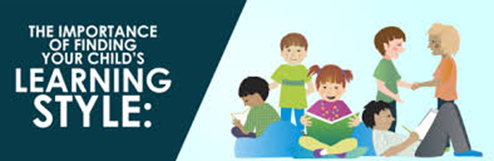 THE IMPORTANCE
OF FINDING
YOUR CHILD'S
LEARNING
STYLE: